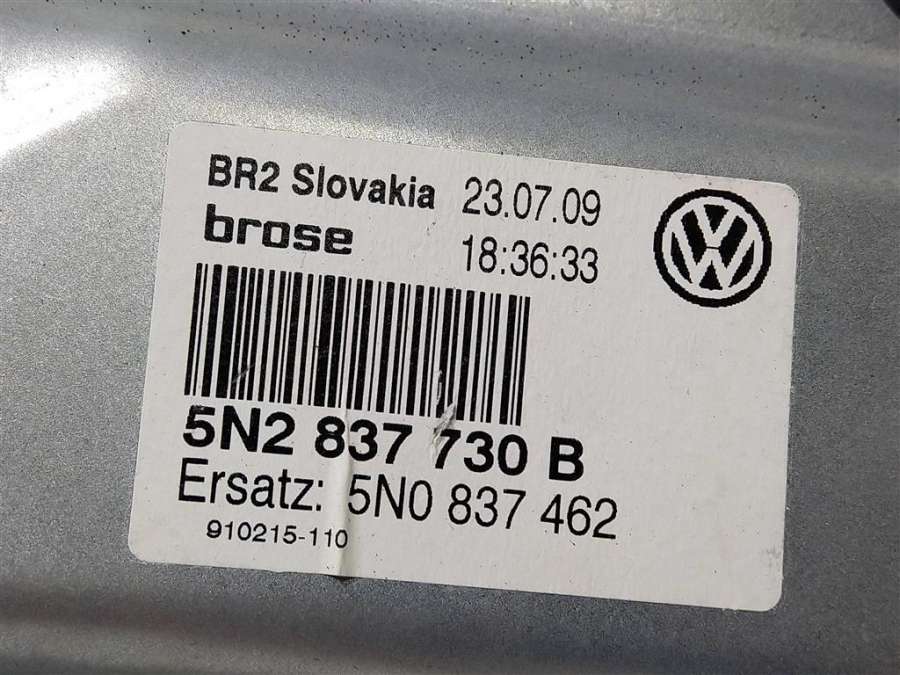 BR2 Slovakia 23.07.09
brose 18:36:33
5N2 837 730 B
Ersatz: 5N0 837 462
910215-110